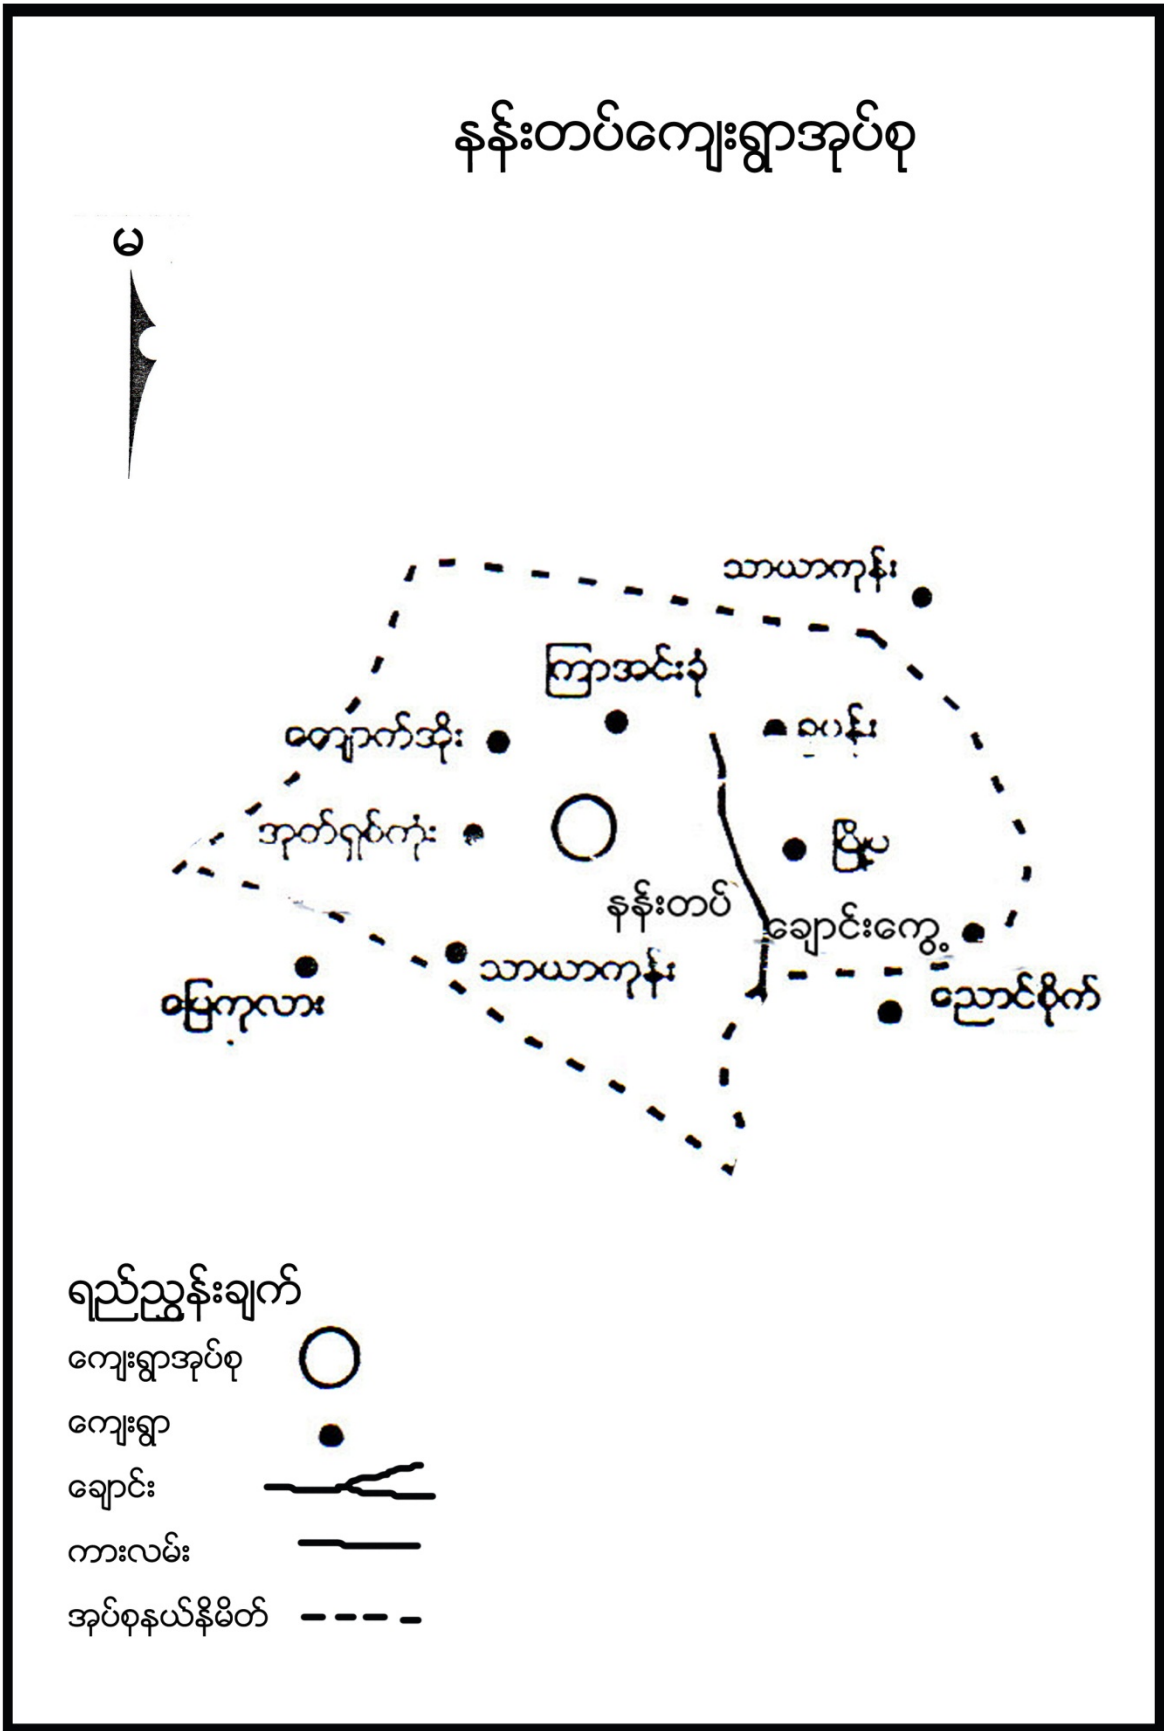 နန်းတပ်ကျေးရွာအုပ်စု
မ
သာယာကုန်း
ကြာအင်းခုံ
ကျောက်အိုး
အုတ်ရှစ်ကုံး
မြို့ပ
နန်းတပ်
ချောင်းကွေ့
သာယာကုန်း
မြေကုလား
ညောင်စိုက်
ရည်ညွှန်းချက်
ကျေးရွာအုပ်စု
ကျေးရွာ
ချောင်း
ကားလမ်း
အုပ်စုနယ်နိမိတ်